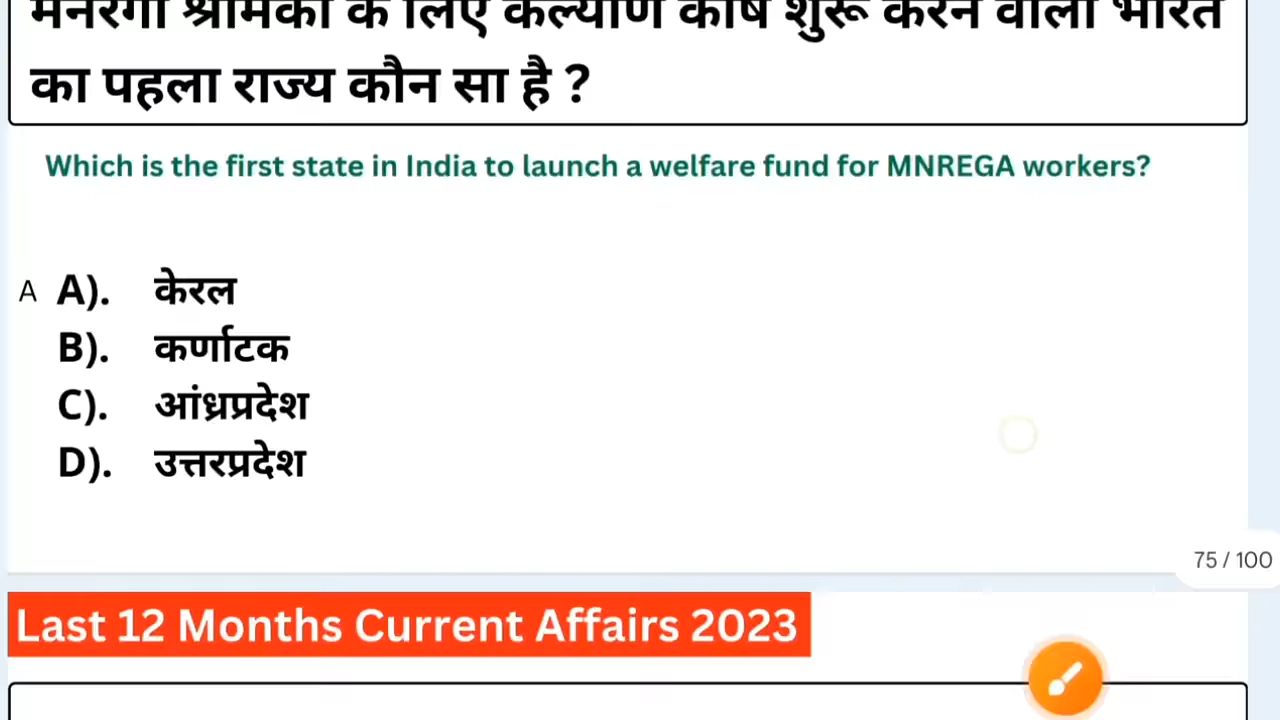 मनरेगा श्रमिकों के लिए कल्याण कोष शुरू करने वाला भारत
का पहला राज्य कौन सा है ?
Which is the first state in India to launch a welfare fund for MNREGA workers?
A A). केरल
B). कर्णाटक
C). आंध्रप्रदेश
D). उत्तरप्रदेश
75 / 100
Last 12 Months Current Affairs 2023